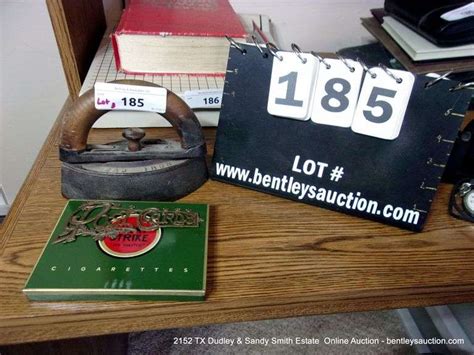 Lot
185
186
185
LOT #
www.bentleysauction.com
STRIKE
CIGARETTES
2152 TX Dudley & Sandy Smith Estate Online Auction - bentleysauction.com